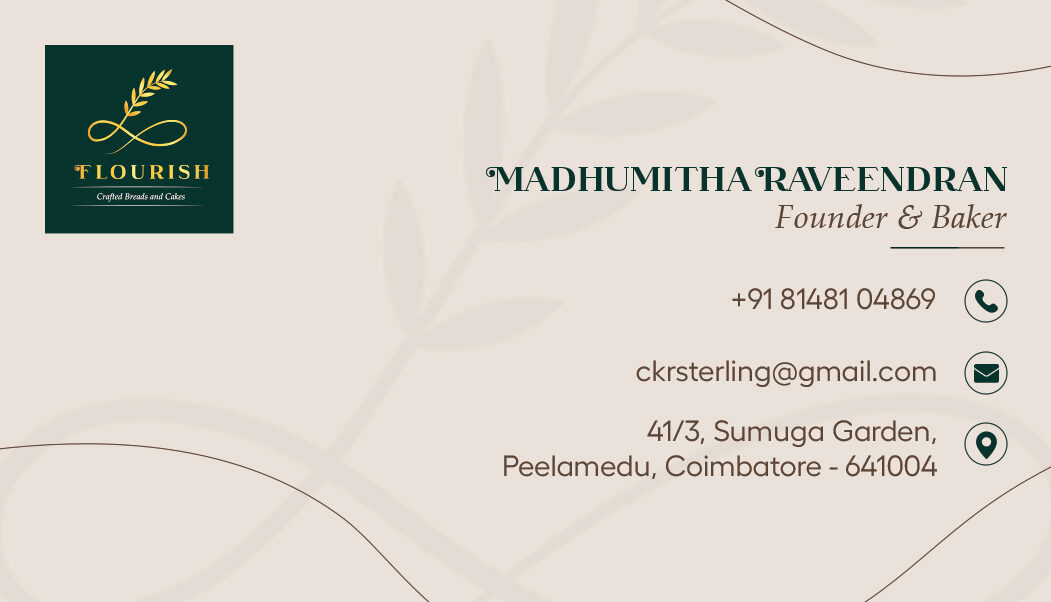 FLOURISH
Crafted Breads and Cakes
MADHUMITHA RAVEENDRAN
Founder & Baker
+91 81481 04869
ckrsterling@gmail.com
41/3, Sumuga Garden,
Peelamedu, Coimbatore - 641004